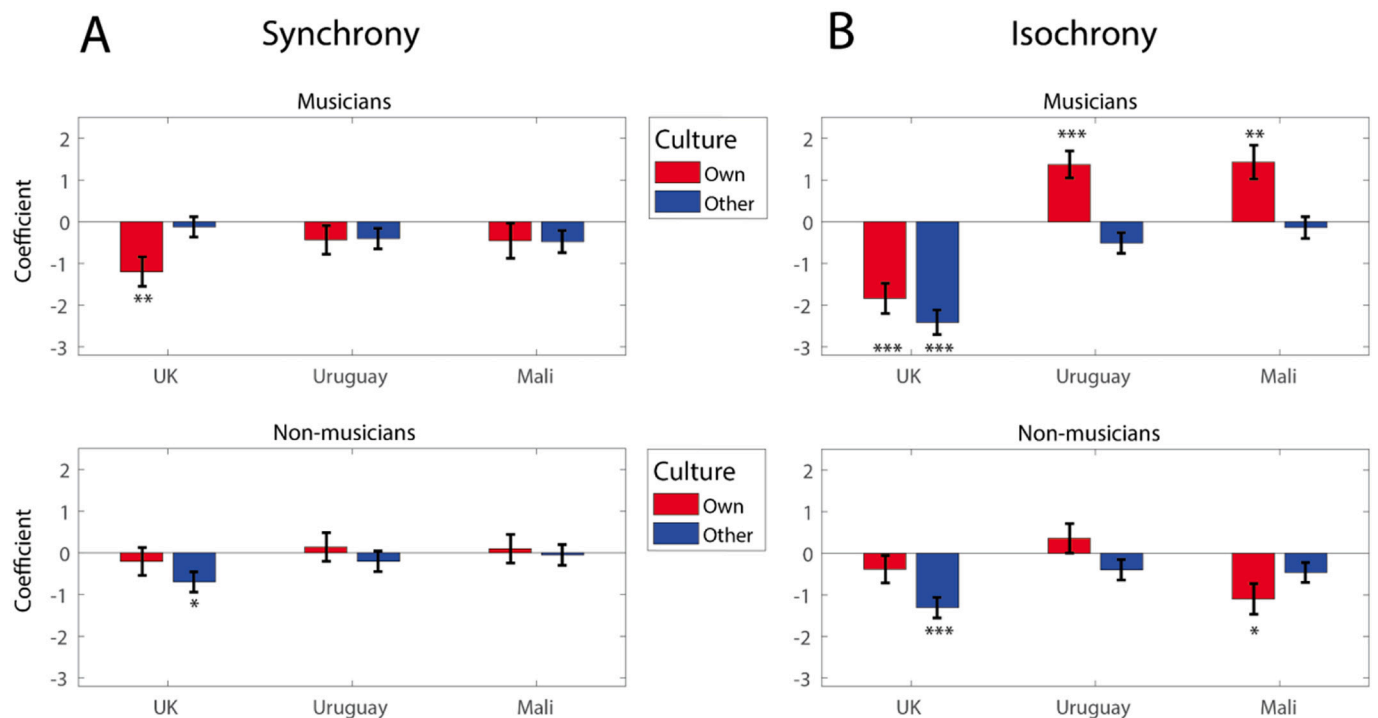 A Synchrony
Musicians
Coefficient
2
1
0
-1
-2
-3
**
UK Uruguay Mali
Culture
Own
Other
Non-musicians
Coefficient
2
1
0
-1
-2
-3
*
UK Uruguay Mali
Culture
Own
Other
B Isochrony
Musicians
2
1
0
-1
-2
-3
*** **
*** ***
UK Uruguay Mali
Non-musicians
2
1
0
-1
-2
-3
*** *
UK Uruguay Mali